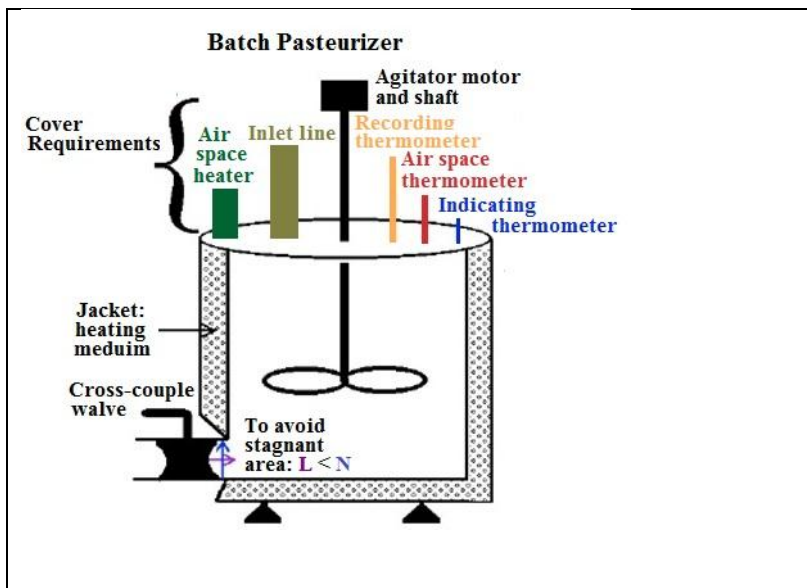 Batch Pasteurizer
Agitator motor
and shaft
Cover
Requirements
Air
space
heater
Inlet line
Recording
thermometer
Air space
thermometer
Indicating
thermometer
Jacket:
heating
meduim
Cross-couple
walve
To avoid
stagnant
area: L < N